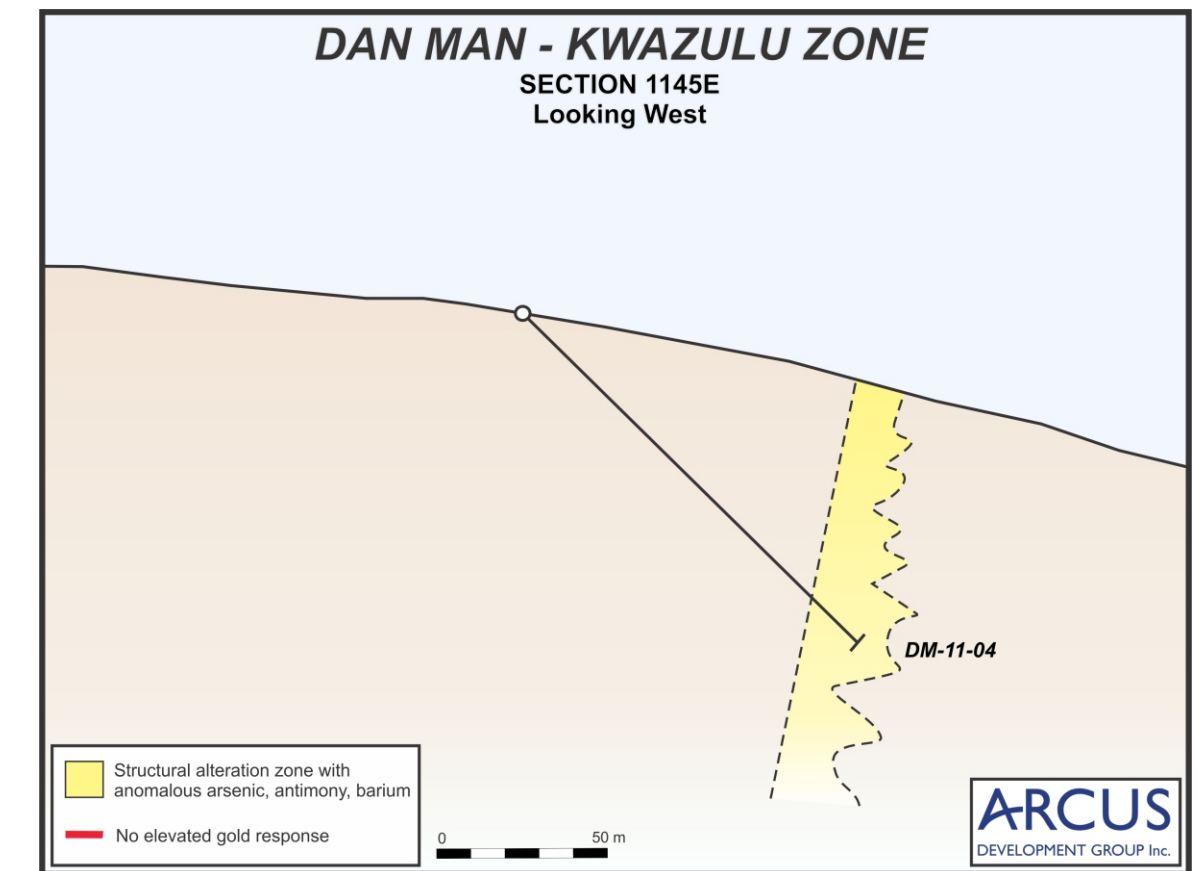 DAN MAN - KWAZULU ZONE
SECTION 1145E
Looking West
DM-11-04
Structural alteration zone with
anomalous arsenic, antimony, barium
No elevated gold response
0 50 m
ARCUS
DEVELOPMENT GROUP Inc.